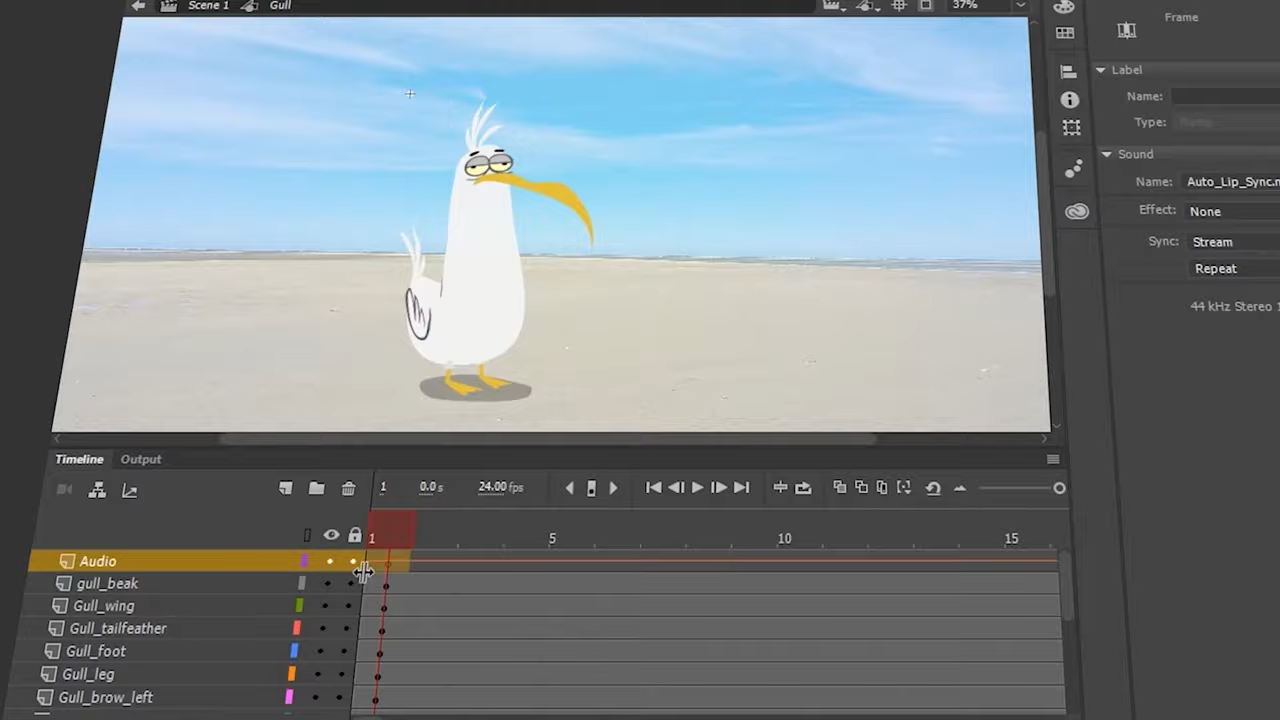 Scene 1 Gull 37%
Frame
Label
Name:
Type:
Sound
Name: Auto_Lip_Sync.m
Effect: None
Sync: Stream
Repeat
44 kHz Stereo 1
Timeline Output
1 0.0 s 24.00 fps
1 5 10 15
Audio
gull_beak
Gull_wing
Gull_tailfeather
Gull_foot
Gull_leg
Gull_brow_left